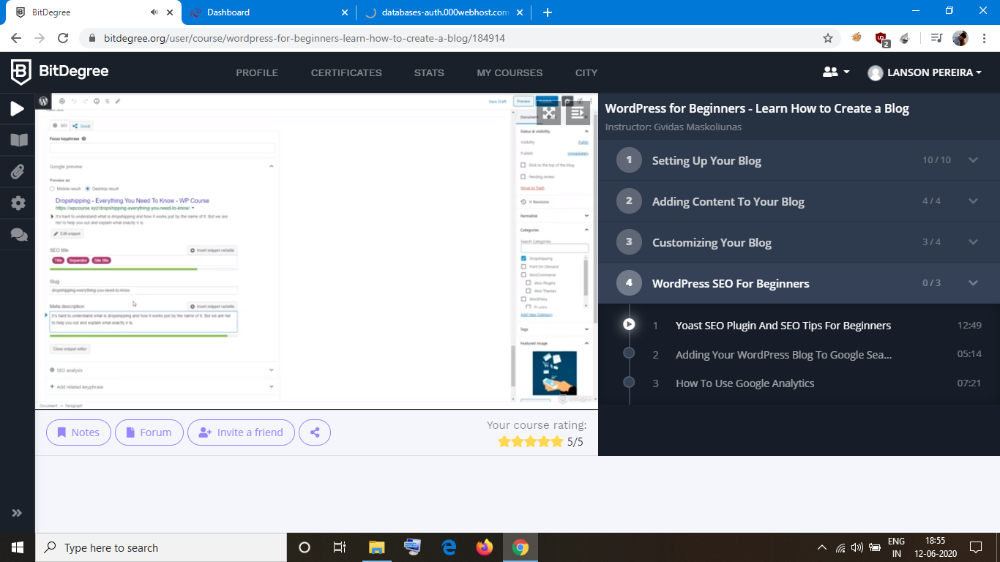 BitDegree
Dashboard
databases-auth.000webhost.com
bitdegree.org/user/course/wordpress-for-beginners-learn-how-to-create-a-blog/184914
2
BitDegree
PROFILE
CERTIFICATES
STATS
MY COURSES
CITY
LANSON PEREIRA
Save Draft
Preview
SEO
Social
Focus keyphrase
Google preview
Preview as:
Mobile result
Desktop result
Dropshipping - Everything You Need To Know - WP Course
https://wpcourse.xyz/dropshipping-everything-you-need-to-know/
It's hard to understand what is dropshipping and how it works just by the name of it. But we are
her to help you out and explain what exactly it is.
Edit snippet
SEO title
Insert snippet variable
Title
Separator
Site title
Slug
dropshipping-everything-you-need-to-know
Meta description
Insert snippet variable
It's hard to understand what is dropshipping and how it works just by the name of it. But we are her
to help you out and explain what exactly it is.
Close snippet editor
SEO analysis
Add related keyphrase
Document → Paragraph
Document
Status & visibility
Visibility
Public
Publish
Immediately
Stick to the top of the blog
Pending review
Move to Trash
11 Revisions
Permalink
Categories
Search Categories
Dropshipping
Print On Demand
WooCommerce
Woo Plugins
Woo Themes
WordPress
Add New Category
Tags
Featured image
WordPress for Beginners - Learn How to Create a Blog
Instructor: Gvidas Maskoliunas
1
Setting Up Your Blog
10 / 10
2
Adding Content To Your Blog
4 / 4
3
Customizing Your Blog
3 / 4
4
WordPress SEO For Beginners
0 / 3
1
Yoast SEO Plugin And SEO Tips For Beginners
12:49
2
Adding Your WordPress Blog To Google Sea...
05:14
3
How To Use Google Analytics
07:21
Notes
Forum
Invite a friend
Your course rating:
5/5
Type here to search
ENG
IN
18:55
12-06-2020